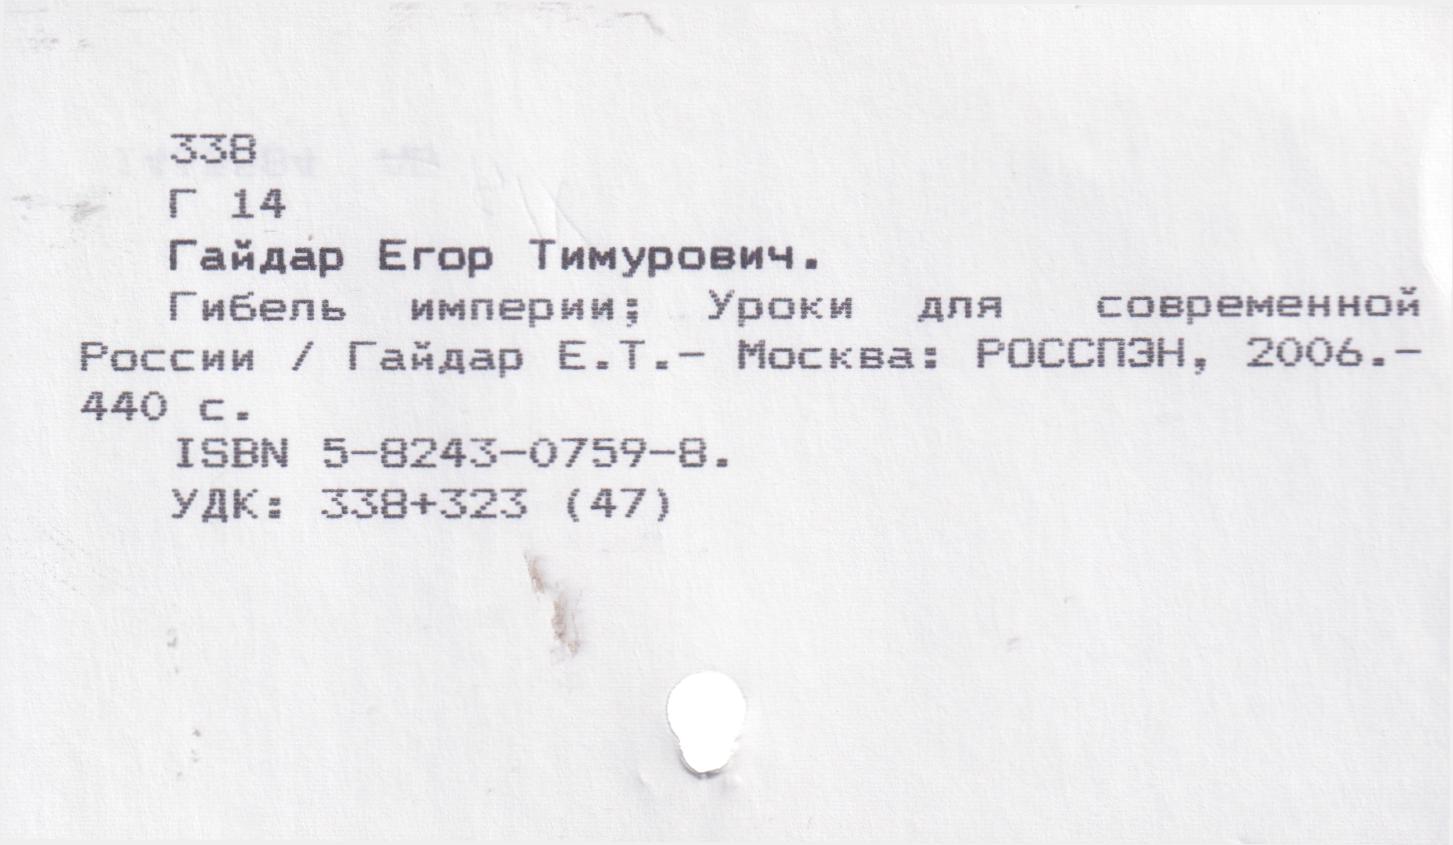 338
Г 14
Гайдар Егор Тимурович.
Гибель империи; Уроки для современной
России / Гайдар Е.Т.– Москва: РОССПЭН, 2006.–
440 с.
ISBN 5-8243-0759-8.
УДК: 338+323 (47)